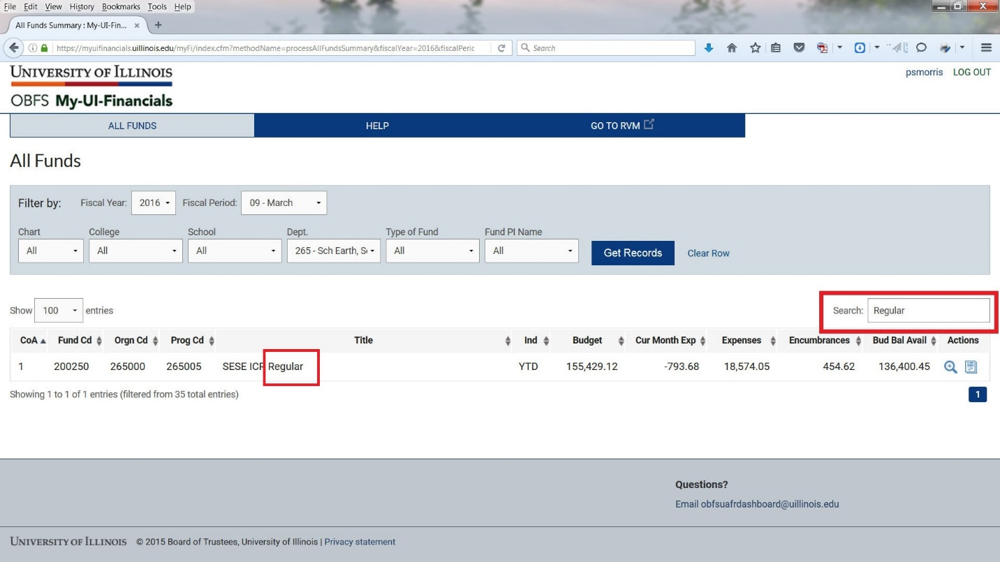 File Edit View History Bookmarks Tools Help
All Funds Summary : My-UI-Fin... × +
https://myuifinancials.uillinois.edu/myFi/index.cfm?methodName=processAllFundsSummary&fiscalYear=2016&fiscalPeric
Search
UNIVERSITY OF ILLINOIS
OBFS My-UI-Financials
psmorris LOG OUT
ALL FUNDS HELP GO TO RVM
All Funds
Filter by: Fiscal Year: 2016 Fiscal Period: 09 - March
Chart College School Dept. Type of Fund Fund PI Name
All All All 265 - Sch Earth, So All All Get Records Clear Row
Show 100 entries Search: Regular
CoA Fund Cd Orgn Cd Prog Cd Title Ind Budget Cur Month Exp Expenses Encumbrances Bud Bal Avail Actions
1 200250 265000 265005 SESE ICR Regular YTD 155,429.12 -793.68 18,574.05 454.62 136,400.45
Showing 1 to 1 of 1 entries (filtered from 35 total entries) 1
Questions?
Email obfsuafrdashboard@uillinois.edu
UNIVERSITY OF ILLINOIS © 2015 Board of Trustees, University of Illinois | Privacy statement